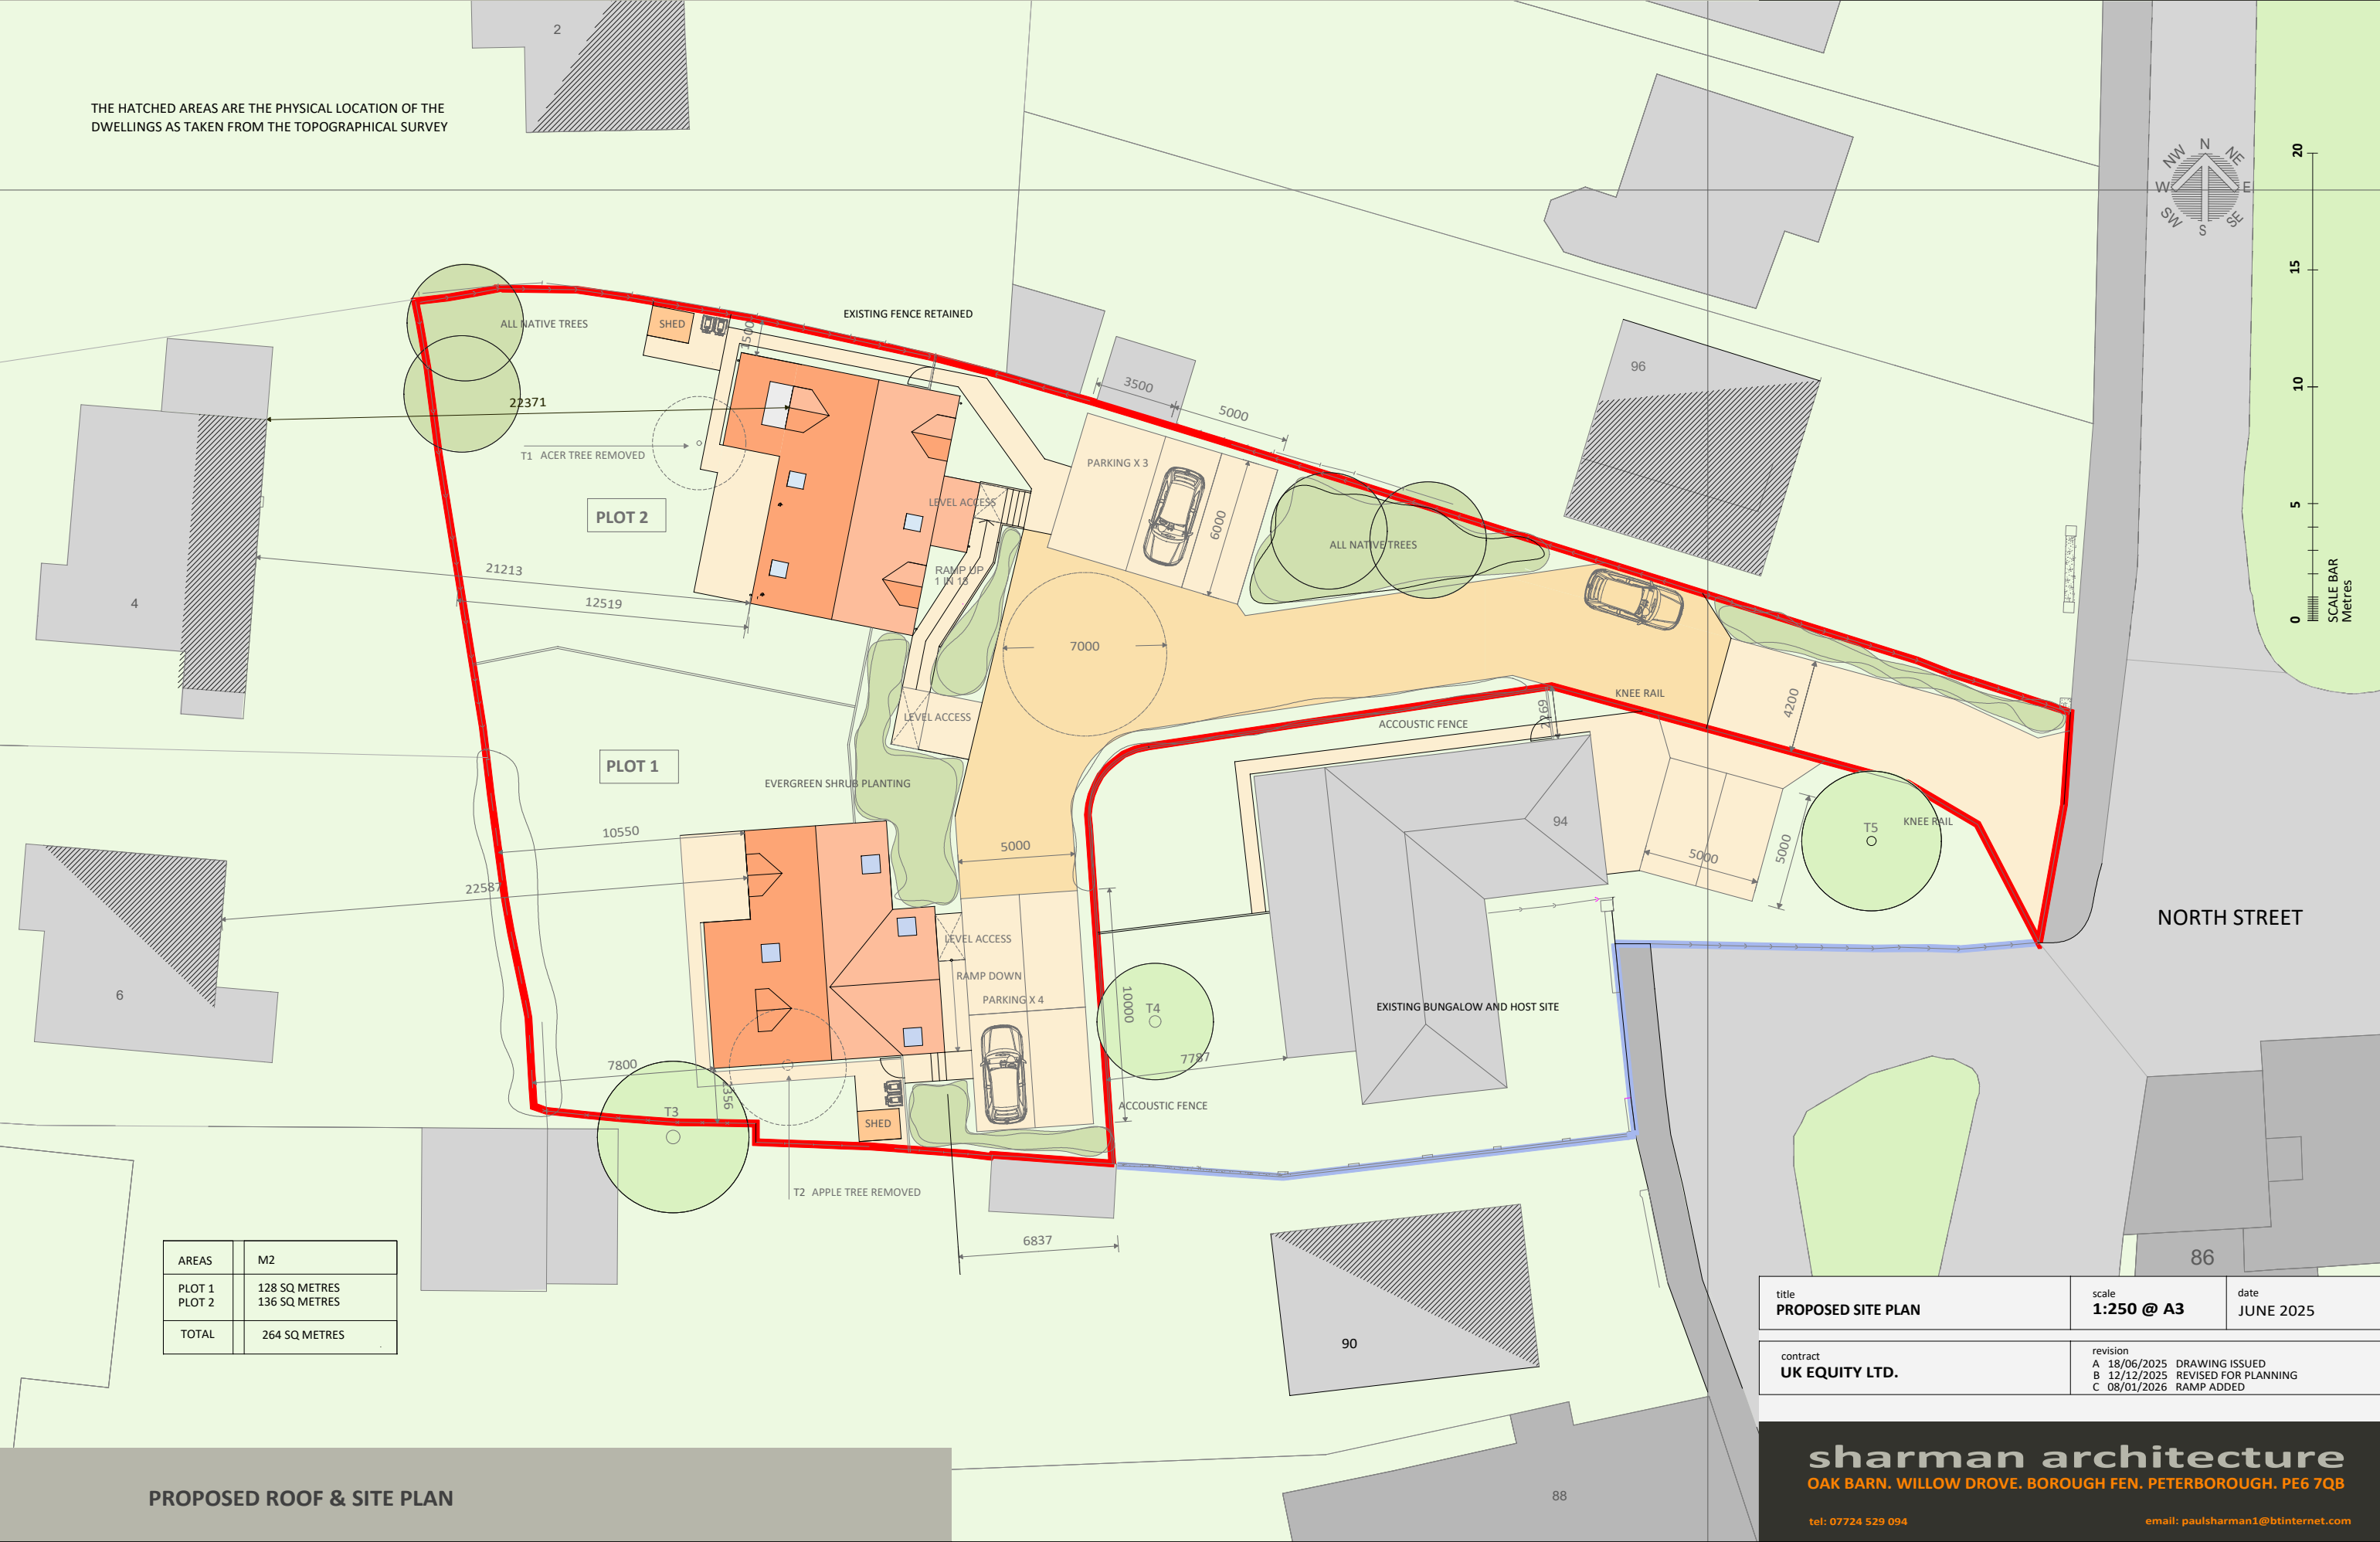 2
THE HATCHED AREAS ARE THE PHYSICAL LOCATION OF THE
DWELLINGS AS TAKEN FROM THE TOPOGRAPHICAL SURVEY
N
NW
NE
W
E
SW
SE
S
20
15
10
5
0
SCALE BAR
Metres
ALL NATIVE TREES
SHED
1500
EXISTING FENCE RETAINED
96
3500
5000
22371
T1 ACER TREE REMOVED
PARKING X 3
6000
PLOT 2
LEVEL ACCESS
ALL NATIVE TREES
RAMP UP
1 IN 13
21213
12519
4
7000
KNEE RAIL
4200
LEVEL ACCESS
ACCOUSTIC FENCE
PLOT 1
EVERGREEN SHRUB PLANTING
94
T5
KNEE RAIL
5000
5000
10550
5000
22587
NORTH STREET
LEVEL ACCESS
RAMP DOWN
PARKING X 4
6
10000
T4
EXISTING BUNGALOW AND HOST SITE
7800
7787
T3
SHED
ACCOUSTIC FENCE
T2 APPLE TREE REMOVED
6837
AREAS M2
PLOT 1 128 SQ METRES
PLOT 2 136 SQ METRES
TOTAL 264 SQ METRES
90
86
88
title
PROPOSED SITE PLAN
scale
1:250 @ A3
date
JUNE 2025
contract
UK EQUITY LTD.
revision
A 18/06/2025 DRAWING ISSUED
B 12/12/2025 REVISED FOR PLANNING
C 08/01/2026 RAMP ADDED
sharman architecture
OAK BARN. WILLOW DROVE. BOROUGH FEN. PETERBOROUGH. PE6 7QB
tel: 07724 529 094
email: paulsharman1@btinternet.com
PROPOSED ROOF & SITE PLAN